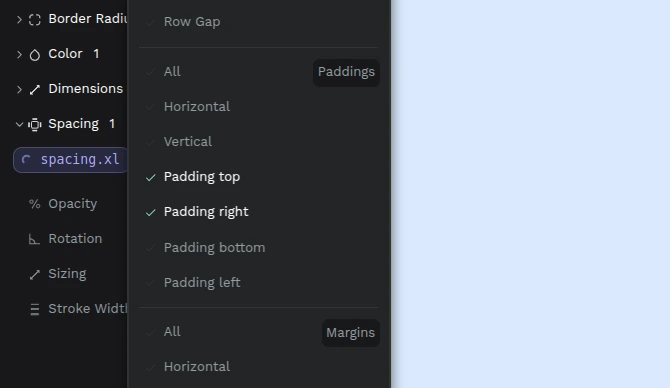 Border Radiu
Color 1
Dimensions
Spacing 1
spacing.xl
Opacity
Rotation
Sizing
Stroke Width
Row Gap
All Paddings
Horizontal
Vertical
Padding top
Padding right
Padding bottom
Padding left
All Margins
Horizontal